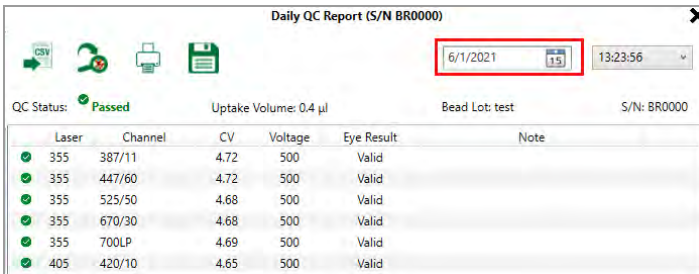 Daily QC Report (S/N BR0000)
CSV
6/1/2021 15 13:23:56
QC Status: Passed Uptake Volume: 0.4 µl Bead Lot: test S/N: BR0000
Laser Channel CV Voltage Eye Result Note
355 387/11 4.72 500 Valid
355 447/60 4.72 500 Valid
355 525/50 4.68 500 Valid
355 670/30 4.68 500 Valid
355 700LP 4.69 500 Valid
405 420/10 4.65 500 Valid